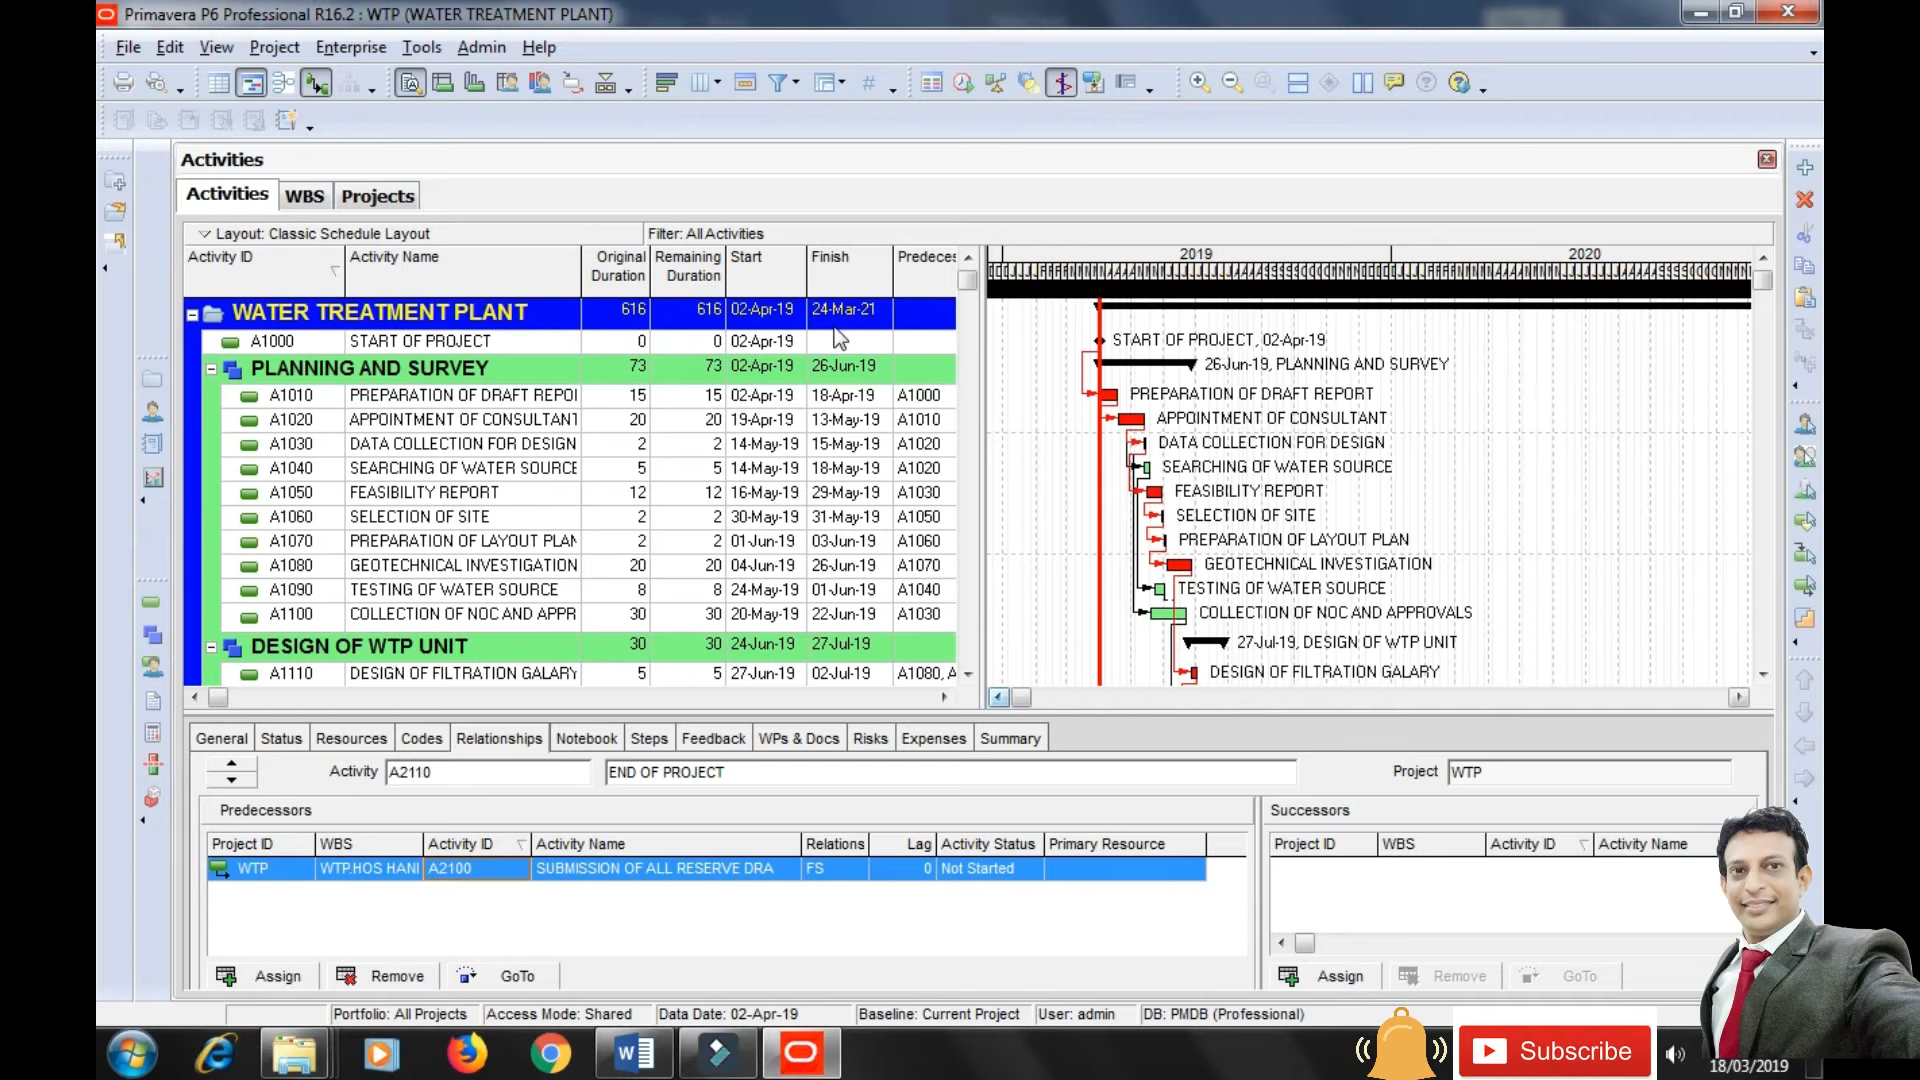 Primavera P6 Professional R16.2 : WTP (WATER TREATMENT PLANT)
File Edit View Project Enterprise Tools Admin Help
Activities
Activities WBS Projects
Layout: Classic Schedule Layout Filter: All Activities
Activity ID Activity Name Original Duration Remaining Duration Start Finish Predeces
2019 2020
WATER TREATMENT PLANT 616 616 02-Apr-19 24-Mar-21
A1000 START OF PROJECT 0 0 02-Apr-19
START OF PROJECT, 02-Apr-19
PLANNING AND SURVEY 73 73 02-Apr-19 26-Jun-19
26-Jun-19, PLANNING AND SURVEY
A1010 PREPARATION OF DRAFT REPOI 15 15 02-Apr-19 18-Apr-19 A1000
PREPARATION OF DRAFT REPORT
A1020 APPOINTMENT OF CONSULTANT 20 20 19-Apr-19 13-May-19 A1010
APPOINTMENT OF CONSULTANT
A1030 DATA COLLECTION FOR DESIGN 2 2 14-May-19 15-May-19 A1020
DATA COLLECTION FOR DESIGN
A1040 SEARCHING OF WATER SOURCE 5 5 14-May-19 18-May-19 A1020
SEARCHING OF WATER SOURCE
A1050 FEASIBILITY REPORT 12 12 16-May-19 29-May-19 A1030
FEASIBILITY REPORT
A1060 SELECTION OF SITE 2 2 30-May-19 31-May-19 A1050
SELECTION OF SITE
A1070 PREPARATION OF LAYOUT PLAN 2 2 01-Jun-19 03-Jun-19 A1060
PREPARATION OF LAYOUT PLAN
A1080 GEOTECHNICAL INVESTIGATION 20 20 04-Jun-19 26-Jun-19 A1070
GEOTECHNICAL INVESTIGATION
A1090 TESTING OF WATER SOURCE 8 8 24-May-19 01-Jun-19 A1040
TESTING OF WATER SOURCE
A1100 COLLECTION OF NOC AND APPR 30 30 20-May-19 22-Jun-19 A1030
COLLECTION OF NOC AND APPROVALS
DESIGN OF WTP UNIT 30 30 24-Jun-19 27-Jul-19
27-Jul-19, DESIGN OF WTP UNIT
A1110 DESIGN OF FILTRATION GALARY 5 5 27-Jun-19 02-Jul-19 A1080, A
DESIGN OF FILTRATION GALARY
General Status Resources Codes Relationships Notebook Steps Feedback WPs & Docs Risks Expenses Summary
Activity A2110 END OF PROJECT Project WTP
Predecessors Successors
Project ID WBS Activity ID Activity Name Relations Lag Activity Status Primary Resource
Project ID WBS Activity ID Activity Name
WTP WTP.HOS HANI A2100 SUBMISSION OF ALL RESERVE DRA FS 0 Not Started
Assign Remove GoTo
Assign Remove GoTo
Portfolio: All Projects Access Mode: Shared Data Date: 02-Apr-19 Baseline: Current Project User: admin DB: PMDB (Professional)
Subscribe
18/03/2019